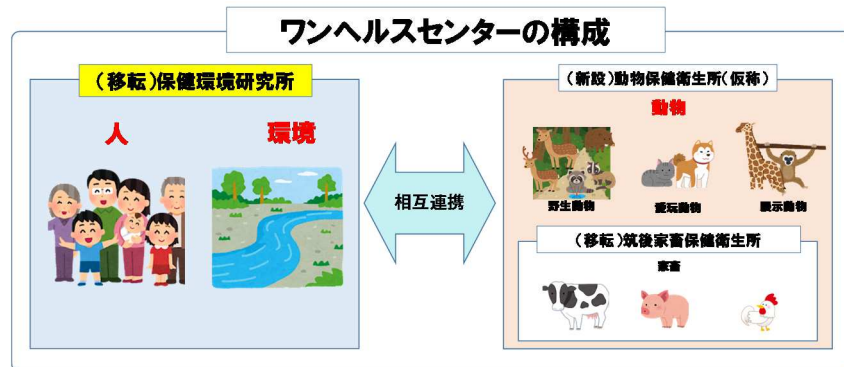 ワンヘルスセンターの構成
（移転）保健環境研究所
人
環境
相互連携
（新設）動物保健衛生所（仮称）
動物
野生動物
愛玩動物
展示動物
（移転）筑後家畜保健衛生所
家畜